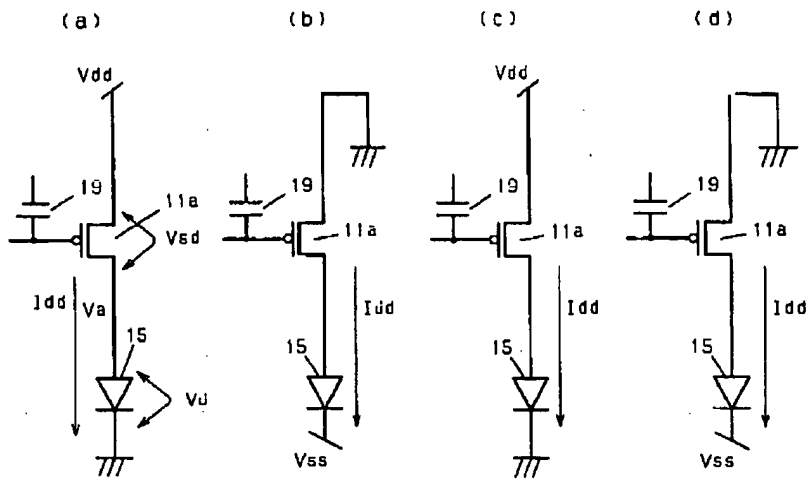 (a) (b) (c) (d)
Vdd Vdd
19 11a 19 19 19
Vsd 11a 11a 11a
Idd Va Idd Idd Idd
15 15 15 15
Vd
Vss Vss